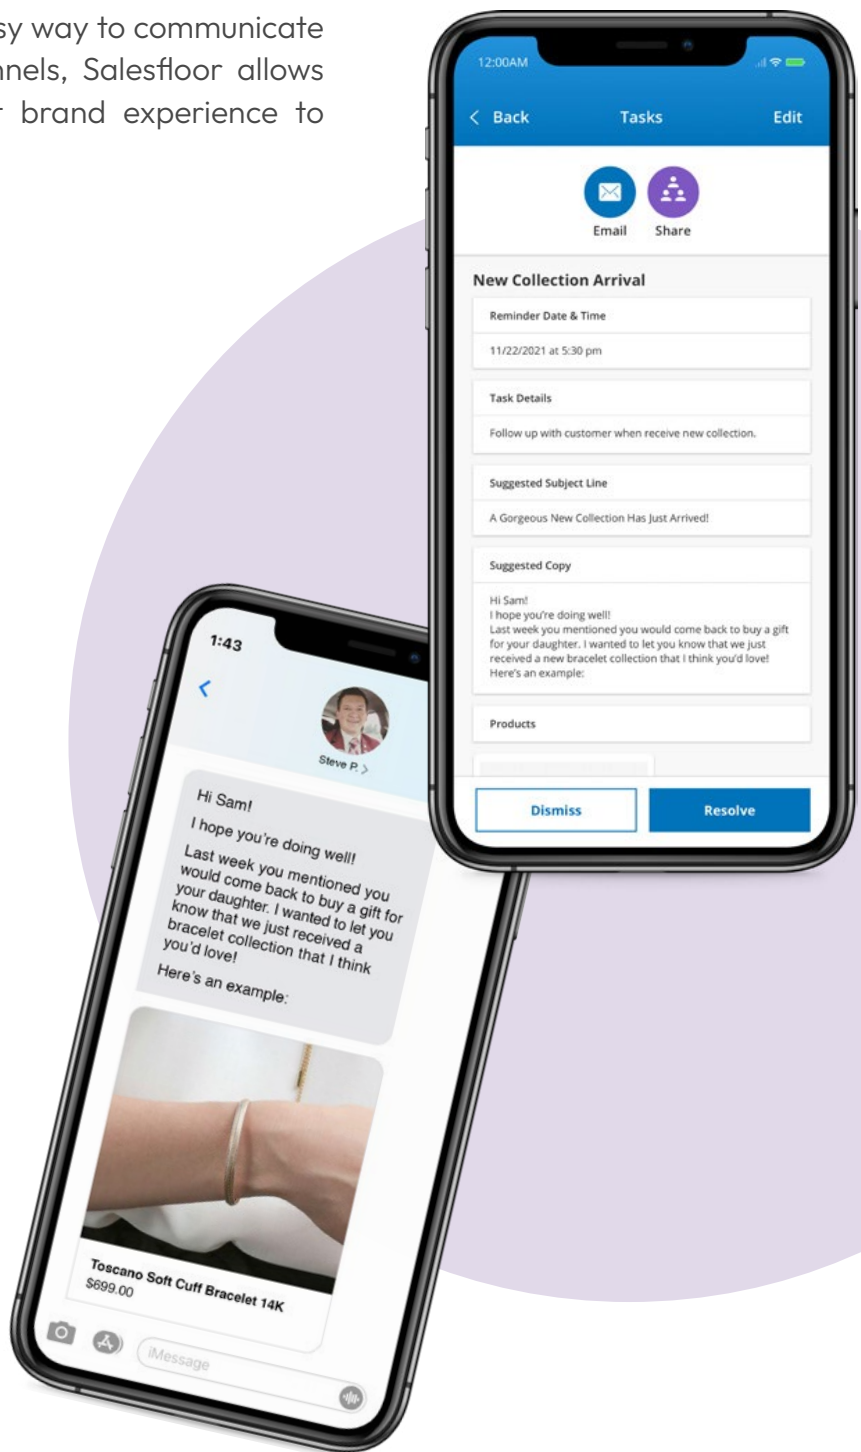 sy way to communicate
nnels, Salesfloor allows
brand experience to
12:00AM
Back Tasks Edit
Email Share
New Collection Arrival
Reminder Date & Time
11/22/2021 at 5:30 pm
Task Details
Follow up with customer when receive new collection.
Suggested Subject Line
A Gorgeous New Collection Has Just Arrived!
Suggested Copy
Hi Sam!
I hope you're doing well!
Last week you mentioned you would come back to buy a gift
for your daughter. I wanted to let you know that we just
received a new bracelet collection that I think you'd love!
Here's an example:
Products
Dismiss Resolve
1:43
Steve P.
Hi Sam!
I hope you're doing well!
Last week you mentioned you
would come back to buy a gift for
your daughter. I wanted to let you
know that we just received a
bracelet collection that I think
you'd love!
Here's an example:
Toscano Soft Cuff Bracelet 14K
$699.00
iMessage